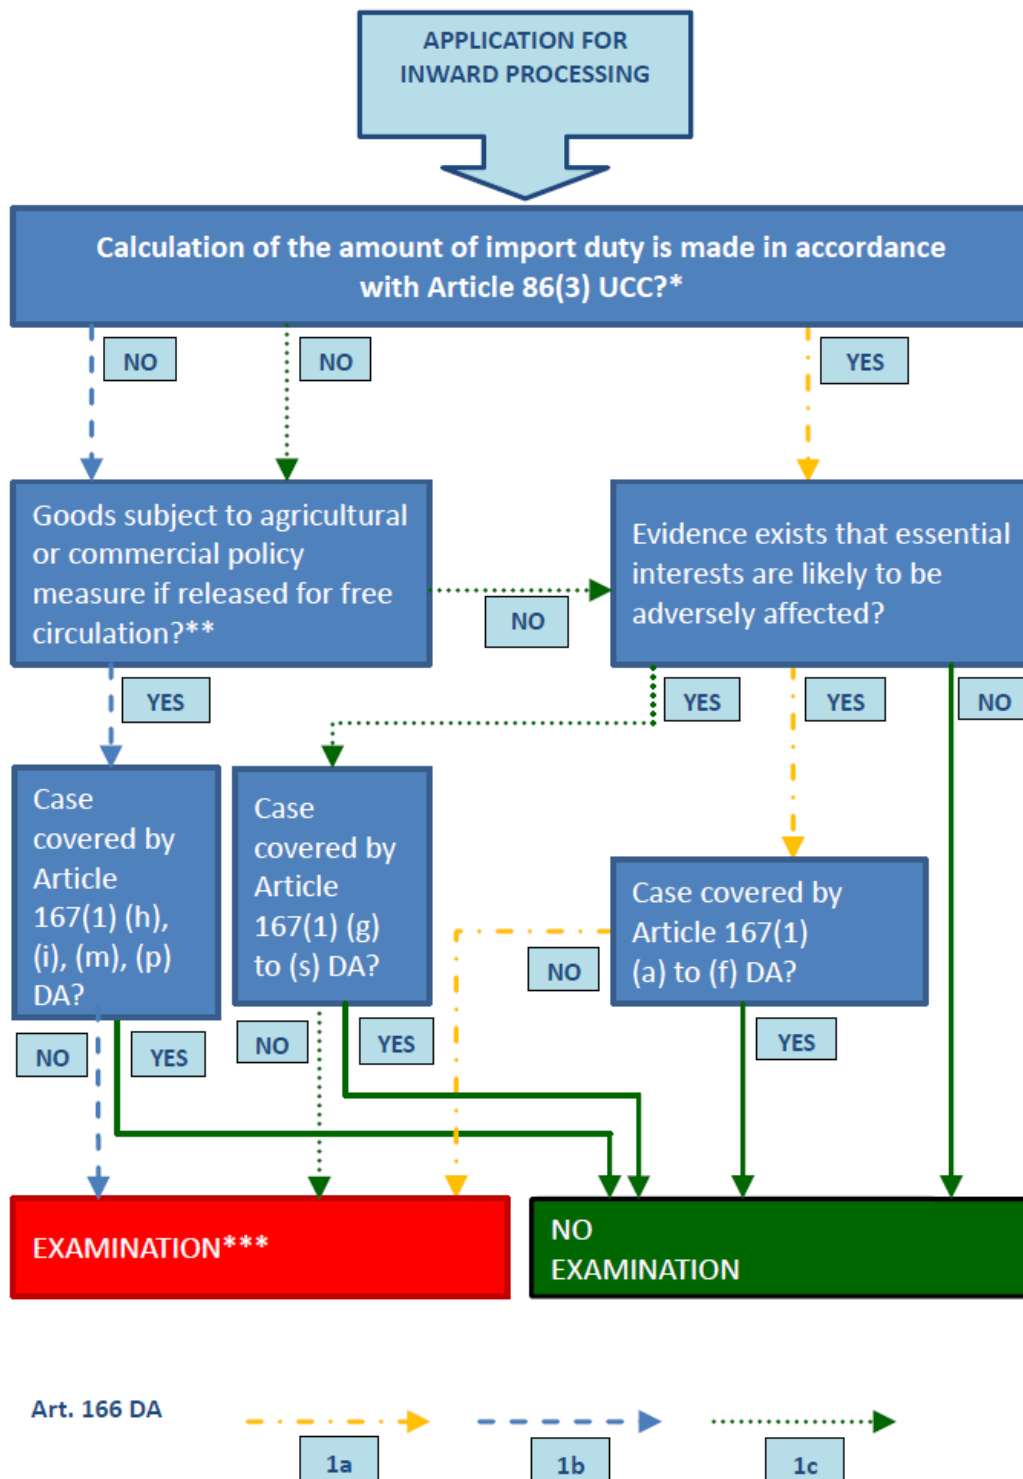 APPLICATION FOR
INWARD PROCESSING
Calculation of the amount of import duty is made in accordance
with Article 86(3) UCC?*
NO
NO
YES
Goods subject to agricultural
or commercial policy
measure if released for free
circulation?**
Evidence exists that essential
interests are likely to be
adversely affected?
NO
YES
YES
YES
NO
Case
covered by
Article
167(1) (h),
(i), (m), (p)
DA?
Case
covered by
Article
167(1) (g)
to (s) DA?
Case covered by
Article 167(1)
(a) to (f) DA?
NO
NO
YES
NO
YES
YES
EXAMINATION***
NO
EXAMINATION
Art. 166 DA
1a
1b
1c